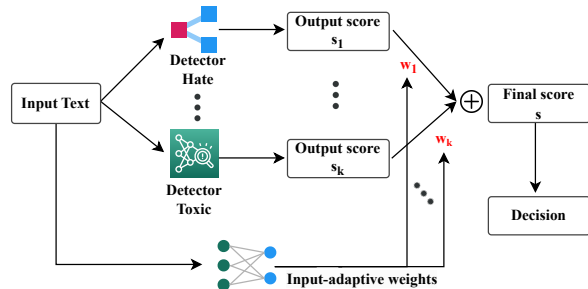 Input Text
Detector
Hate
Detector
Toxic
Output score
s1
Output score
sk
w1
wk
Input-adaptive weights
Final score
s
Decision